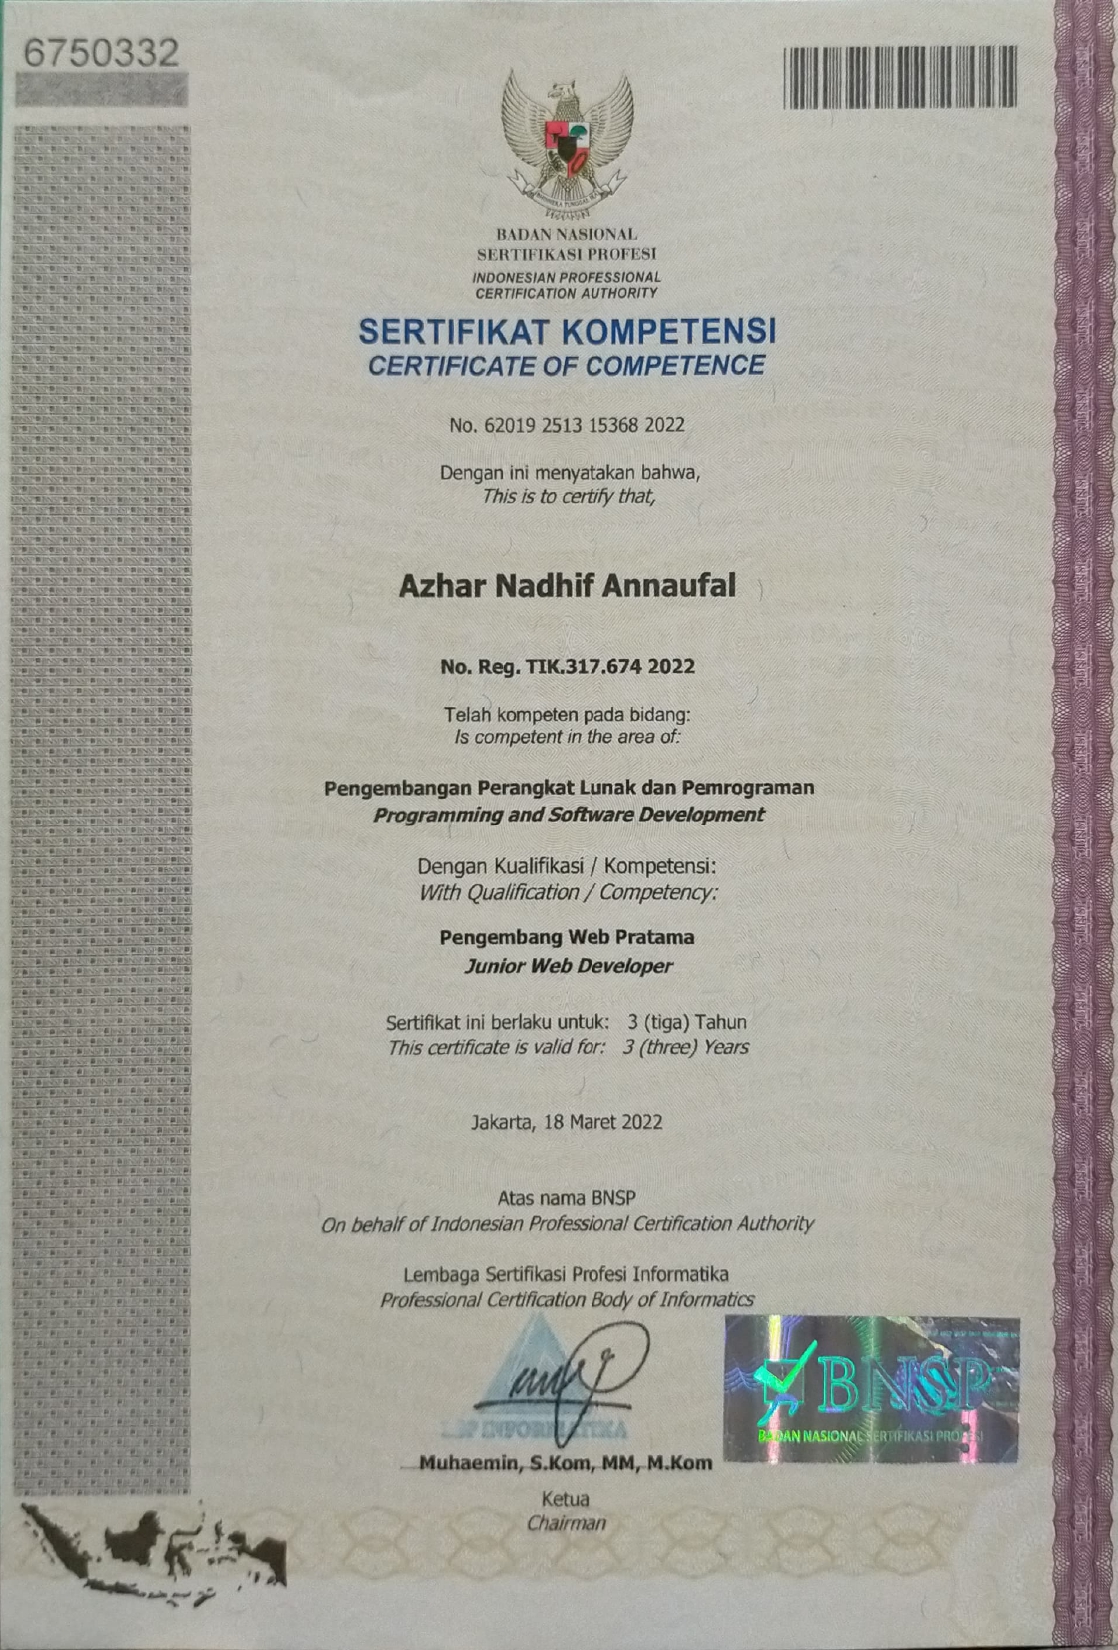 6750332
BADAN NASIONAL
SERTIFIKASI PROFESI
INDONESIAN PROFESSIONAL
CERTIFICATION AUTHORITY
SERTIFIKAT KOMPETENSI
CERTIFICATE OF COMPETENCE
No. 62019 2513 15368 2022
Dengan ini menyatakan bahwa,
This is to certify that,
Azhar Nadhif Annaufal
No. Reg. TIK.317.674 2022
Telah kompeten pada bidang:
Is competent in the area of:
Pengembangan Perangkat Lunak dan Pemrograman
Programming and Software Development
Dengan Kualifikasi / Kompetensi:
With Qualification / Competency:
Pengembang Web Pratama
Junior Web Developer
Sertifikat ini berlaku untuk: 3 (tiga) Tahun
This certificate is valid for: 3 (three) Years
Jakarta, 18 Maret 2022
Atas nama BNSP
On behalf of Indonesian Professional Certification Authority
Lembaga Sertifikasi Profesi Informatika
Professional Certification Body of Informatics
INFORMATIKA
BNSP
BADAN NASIONAL SERTIFIKASI PROFESI
Muhaemin, S.Kom, MM, M.Kom
Ketua
Chairman